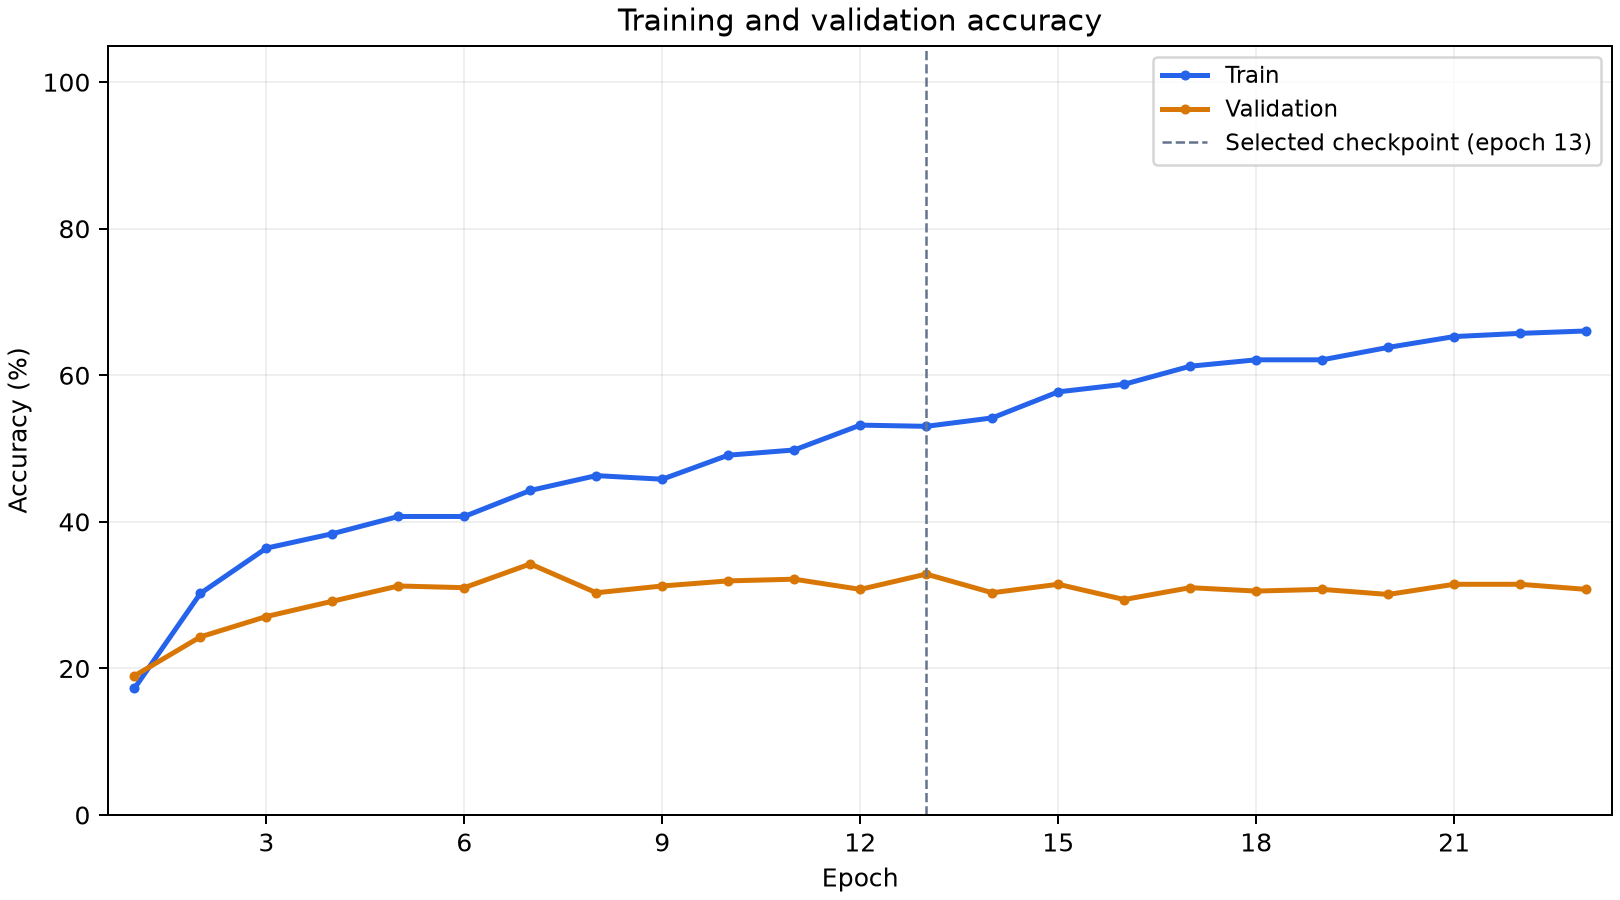 Training and validation accuracy
Train
Validation
Selected checkpoint (epoch 13)
100
80
60
40
20
0
Accuracy (%)
3 6 9 12 15 18 21
Epoch